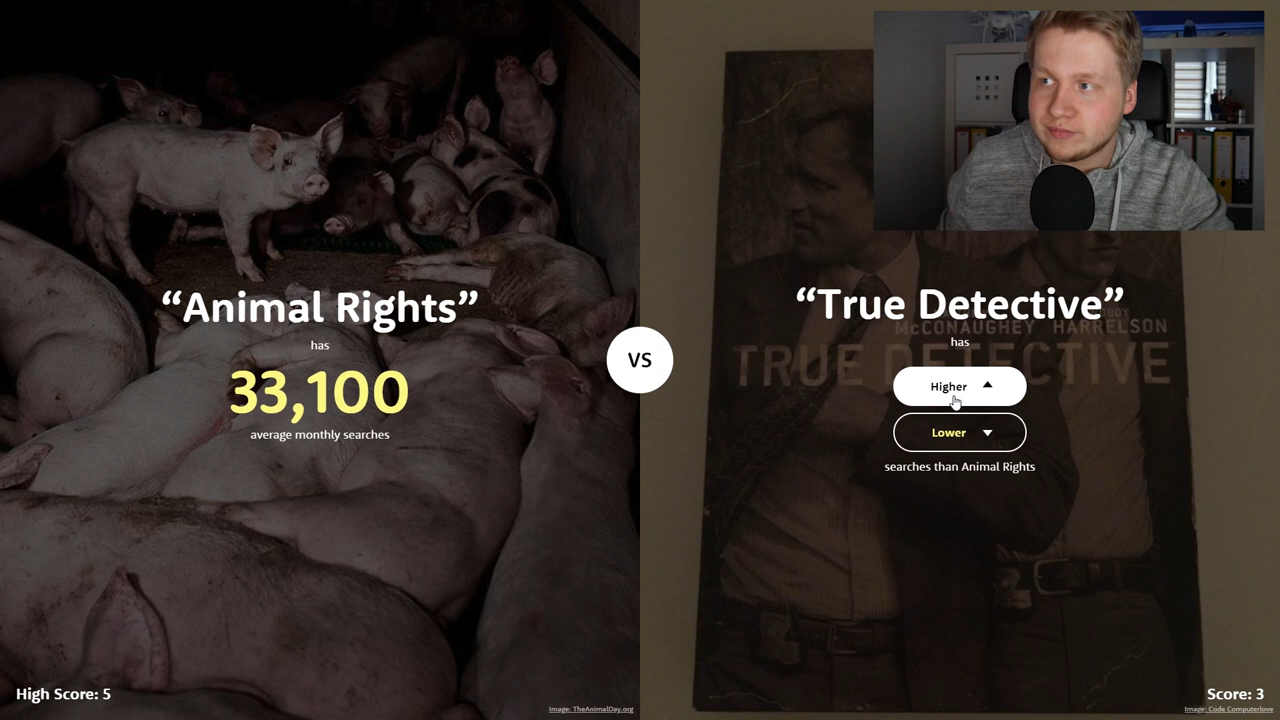 “Animal Rights”
has
33,100
average monthly searches
VS
McCONAUGHEY HARRELSON
TRUE DETECTIVE
“True Detective”
has
Higher
Lower
searches than Animal Rights
High Score: 5
Image: TheAnimalDay.org
Score: 3
Image: Code Computerlove